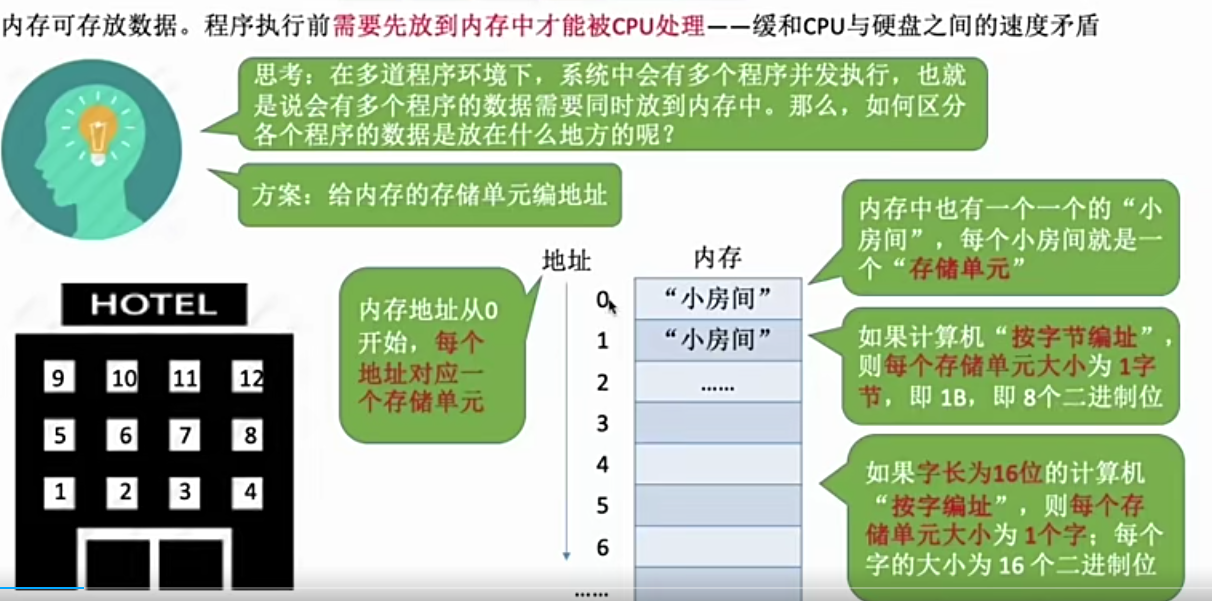 内存可存放数据。程序执行前需要先放到内存中才能被CPU处理——缓和CPU与硬盘之间的速度矛盾
思考：在多道程序环境下，系统中会有多个程序并发执行，也就
是说会有多个程序的数据需要同时放到内存中。那么，如何区分
各个程序的数据是放在什么地方的呢？
方案：给内存的存储单元编地址
HOTEL
9 10 11 12
5 6 7 8
1 2 3 4
内存地址从0
开始，每个
地址对应一
个存储单元
地址
内存
0 “小房间”
1 “小房间”
2 ……
3
4
5
6
……
内存中也有一个一个的“小
房间”，每个小房间就是一
个“存储单元”
如果计算机“按字节编址”，
则每个存储单元大小为 1字
节，即 1B，即 8个二进制位
如果字长为16位的计算机
“按字编址”，则每个存
储单元大小为 1个字；每个
字的大小为 16 个二进制位